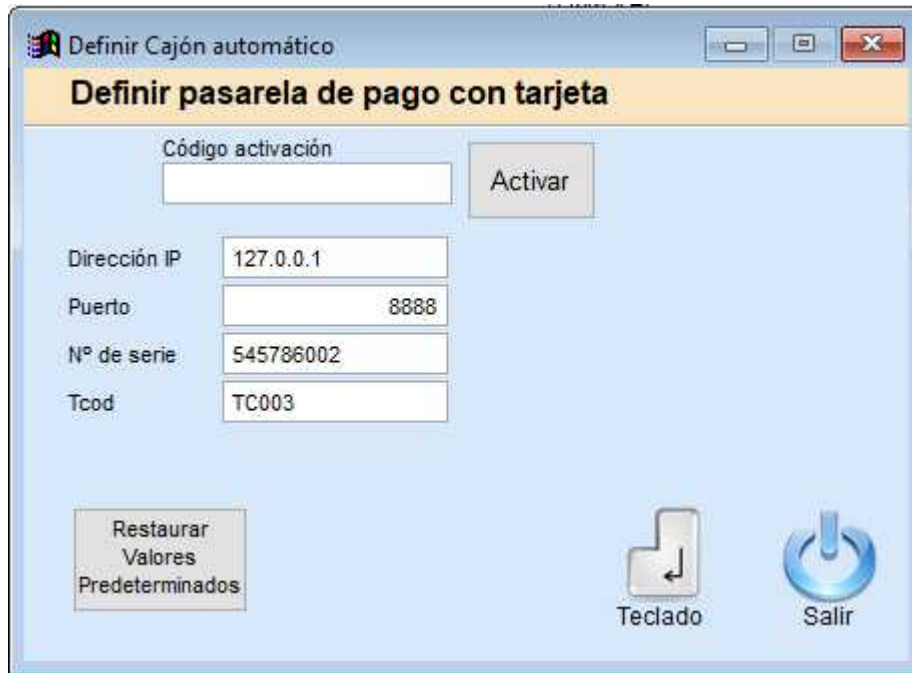 Definir Cajón automático
Definir pasarela de pago con tarjeta
Código activación
Activar
Dirección IP 127.0.0.1
Puerto 8888
Nº de serie 545786002
Tcod TC003
Restaurar
Valores
Predeterminados
Teclado
Salir